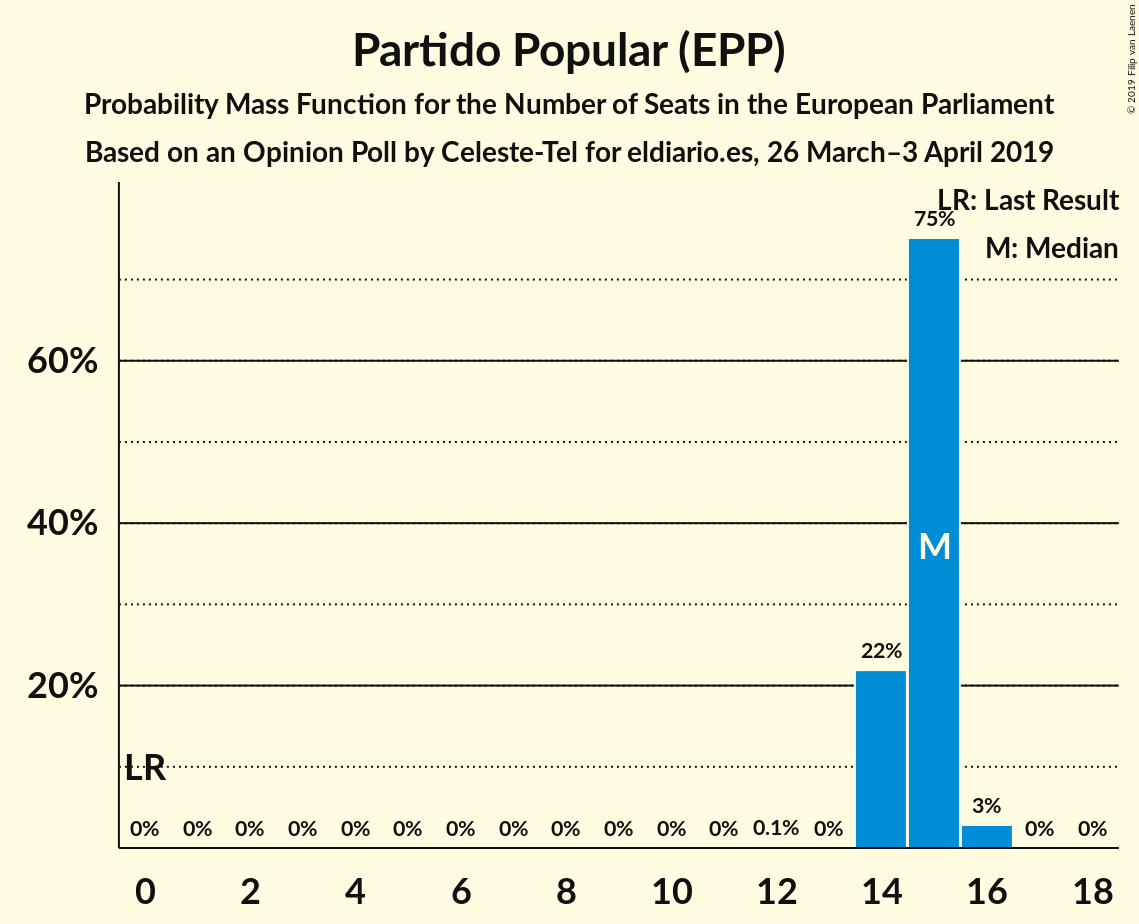 Partido Popular (EPP)
Probability Mass Function for the Number of Seats in the European Parliament
Based on an Opinion Poll by Celeste-Tel for eldiario.es, 26 March–3 April 2019
© 2019 Filip van Laenen
LR: Last Result
M: Median
75%
60%
40%
M
22%
20%
LR
3%
0% 0% 0% 0% 0% 0% 0% 0% 0% 0% 0% 0% 0.1% 0% 0% 0%
0 2 4 6 8 10 12 14 16 18